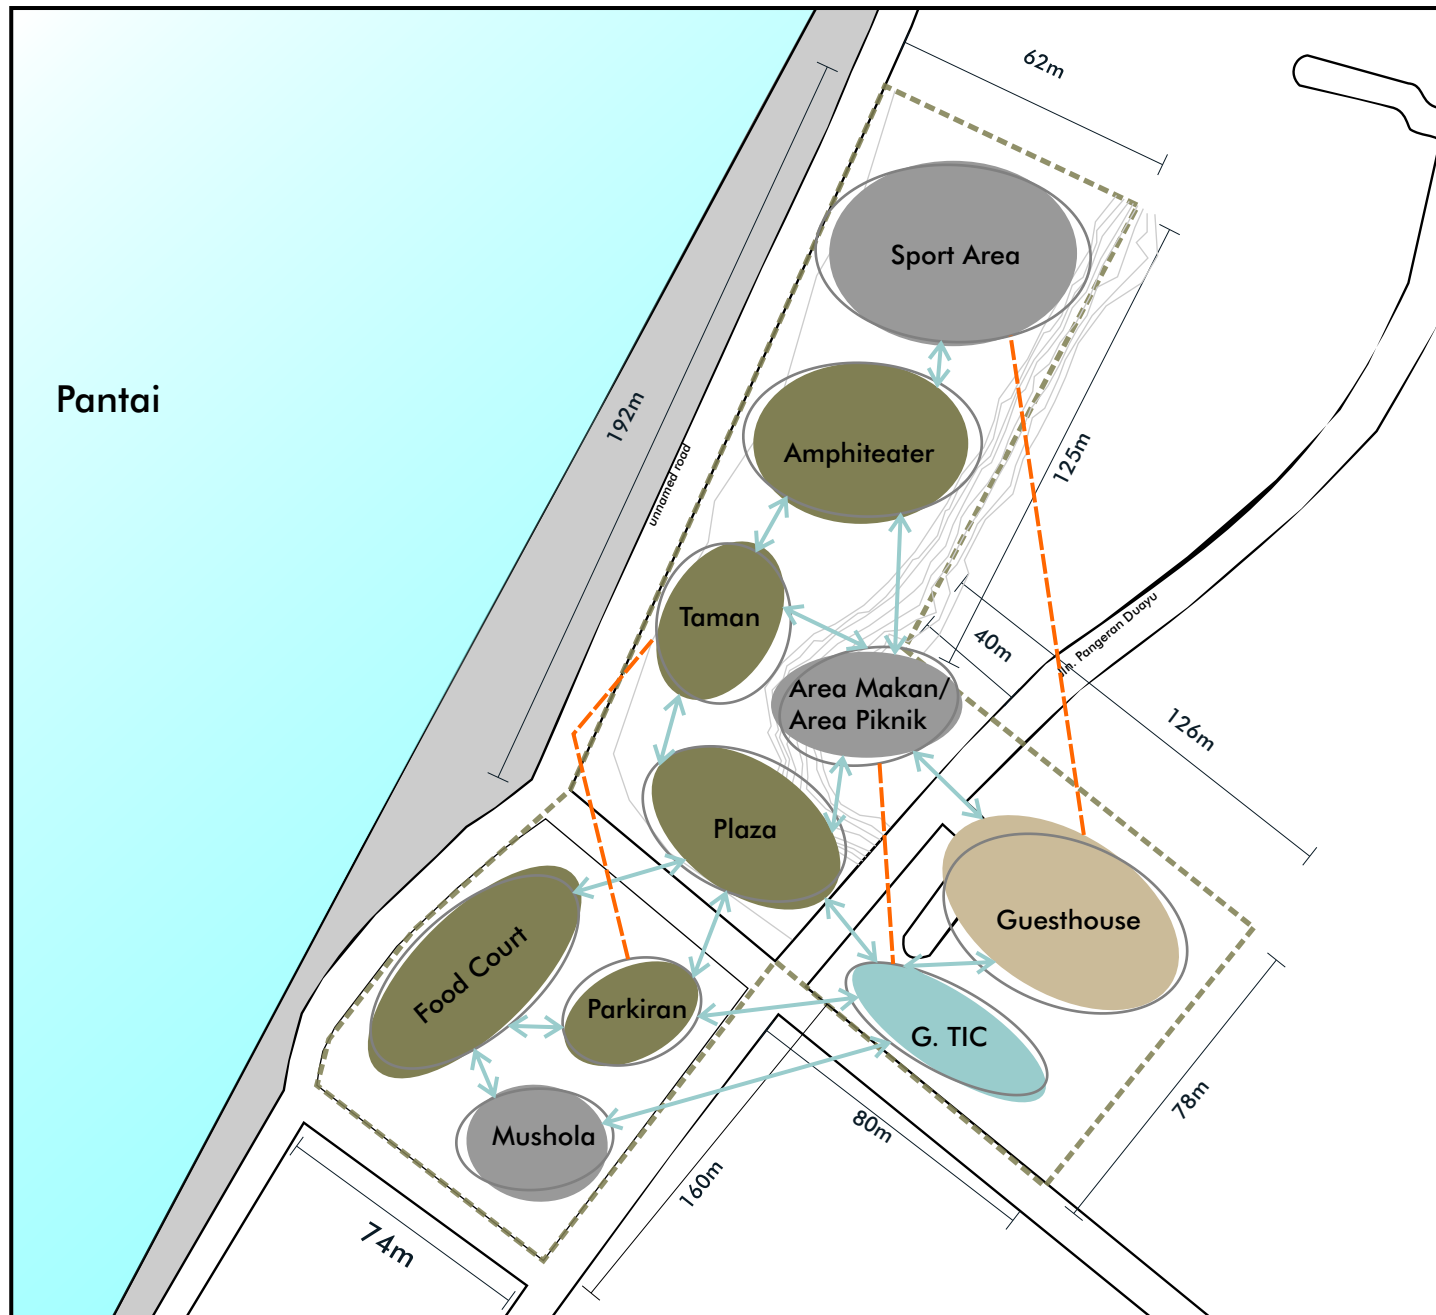 62m
Sport Area
Pantai
192m
unnamed road
Amphiteater
125m
Taman
Jln. Pangeran Duayu
40m
Area Makan/
Area Piknik
126m
Plaza
Guesthouse
Food Court
Parkiran
G. TIC
78m
80m
Mushola
160m
74m